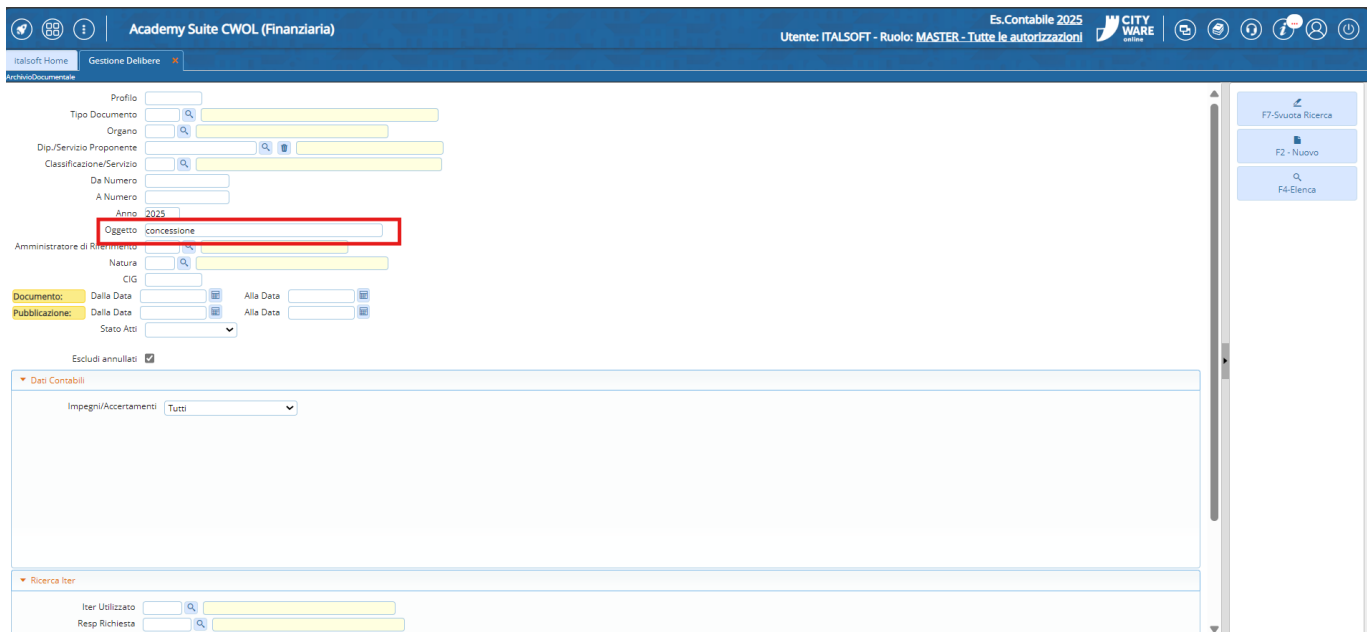 Academy Suite CWOL (Finanziaria)
Es.Contabile 2025
Utente: ITALSOFT - Ruolo: MASTER - Tutte le autorizzazioni
CITY
WARE
online
Italsoft Home
Gestione Delibere
ArchivioDocumentale
Profilo
Tipo Documento
Organo
Dip./Servizio Proponente
Classificazione/Servizio
Da Numero
A Numero
Anno 2025
Oggetto concessione
Amministratore di Riferimento
Natura
CIG
Documento: Dalla Data Alla Data
Pubblicazione: Dalla Data Alla Data
Stato Atti
Escludi annullati
Dati Contabili
Impegni/Accertamenti Tutti
Ricerca Iter
Iter Utilizzato
Resp Richiesta
F7-Svuota Ricerca
F2 - Nuovo
F4-Elenca